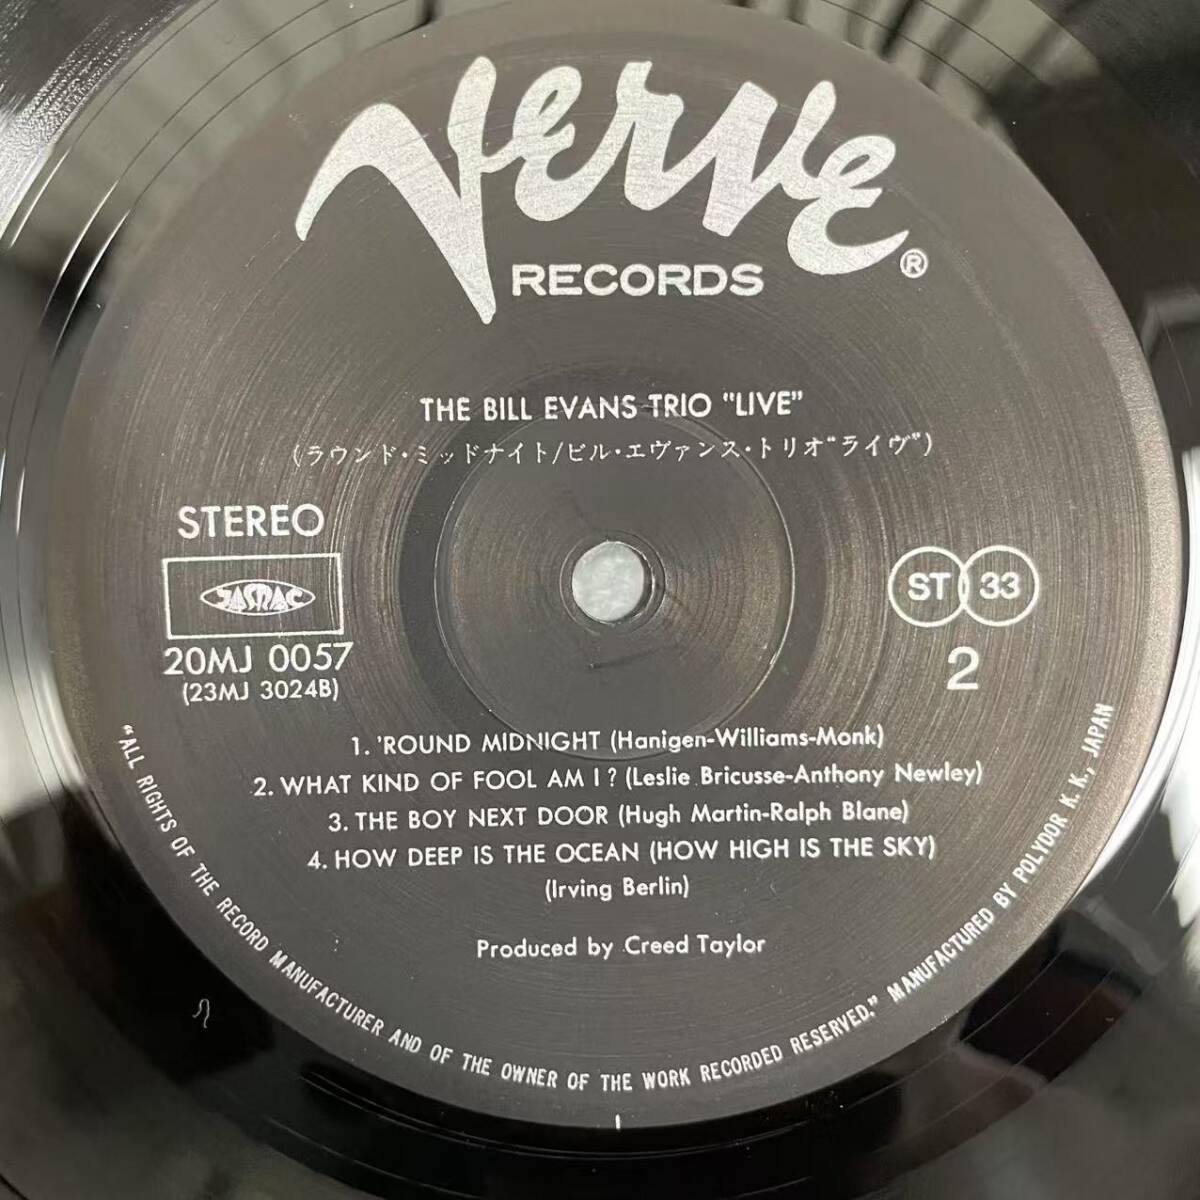 Verve®
RECORDS
THE BILL EVANS TRIO "LIVE"
(ラウンド・ミッドナイト/ビル・エヴァンス・トリオ"ライヴ")
STEREO
JASRAC
20MJ 0057
(23MJ 3024B)
ST 33
2
1. 'ROUND MIDNIGHT (Hanigen-Williams-Monk)
2. WHAT KIND OF FOOL AM I? (Leslie Bricusse-Anthony Newley)
3. THE BOY NEXT DOOR (Hugh Martin-Ralph Blane)
4. HOW DEEP IS THE OCEAN (HOW HIGH IS THE SKY)
(Irving Berlin)
Produced by Creed Taylor
"ALL RIGHTS OF THE RECORD MANUFACTURER AND OF THE OWNER OF THE WORK RECORDED RESERVED." MANUFACTURED BY POLYDOR K. K., JAPAN